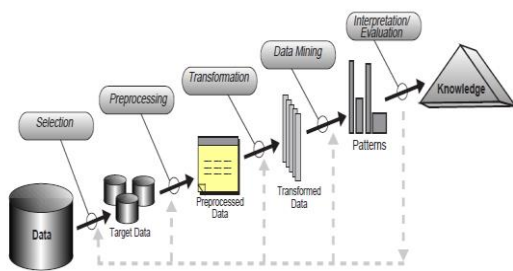 Interpretation/
Evaluation
Data Mining
Transformation
Preprocessing
Selection
Knowledge
Patterns
Transformed
Data
Preprocessed
Data
Target Data
Data